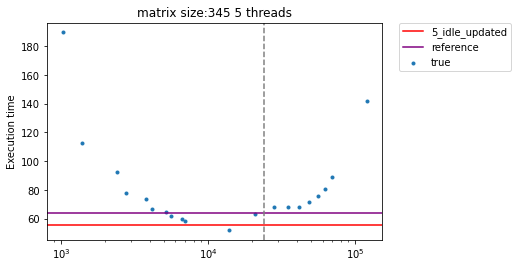 matrix size:345 5 threads
5_idle_updated
reference
true
Execution time
180
160
140
120
100
80
60
10³
10⁴
10⁵